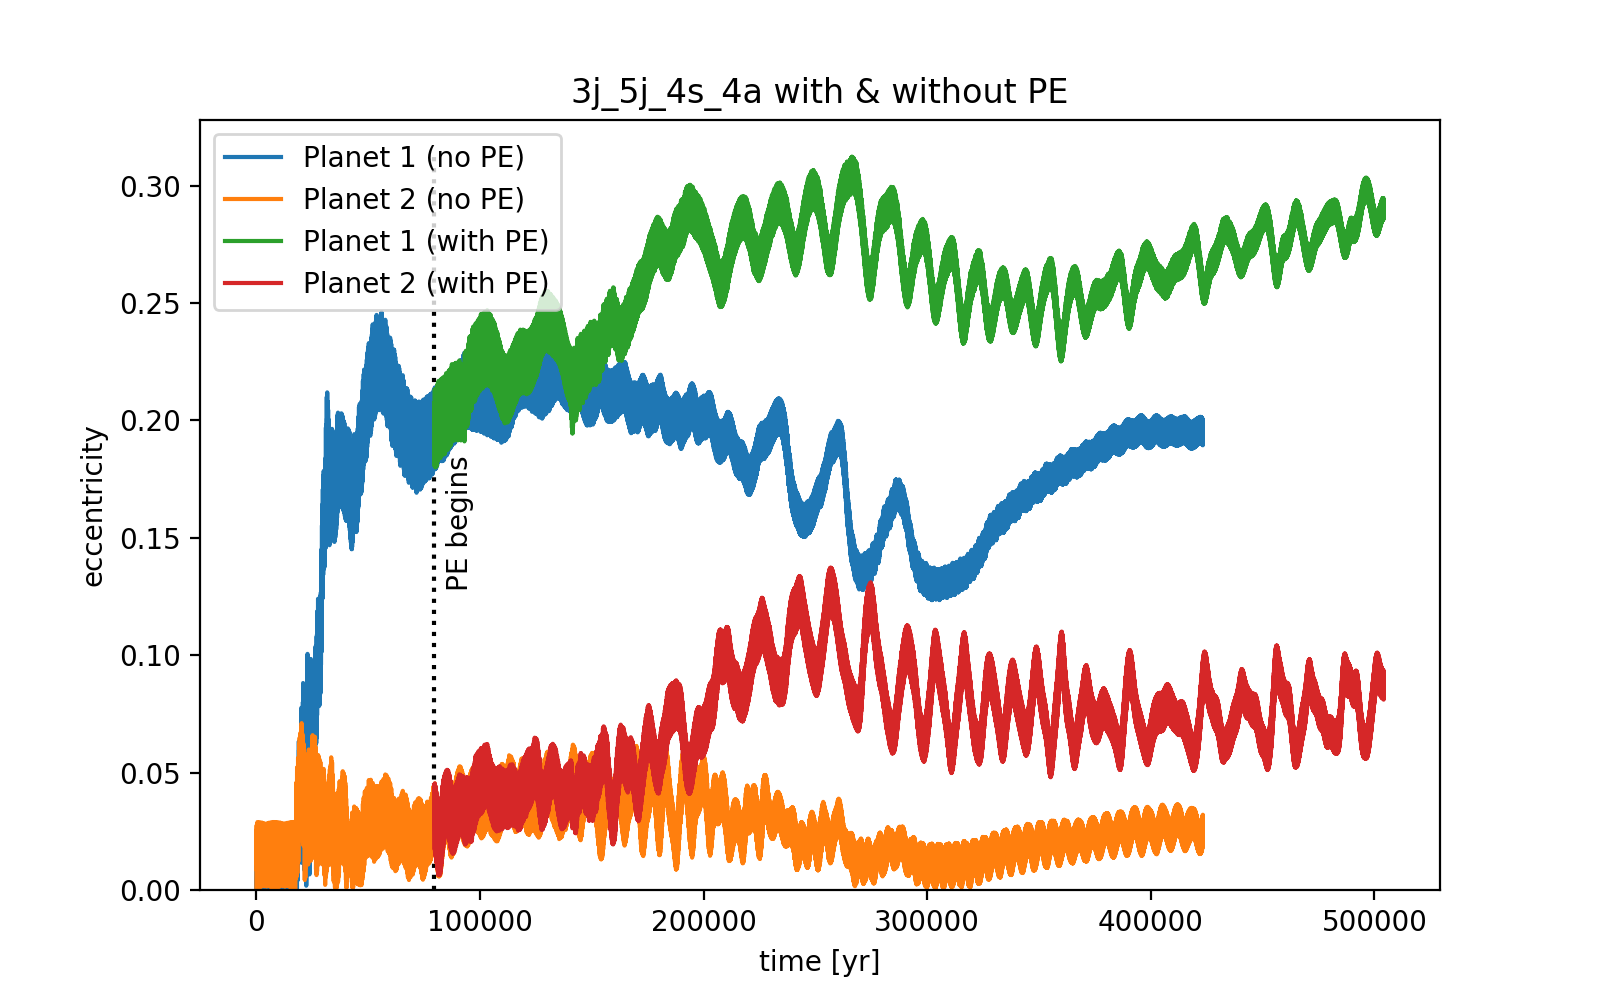 3j_5j_4s_4a with & without PE
Planet 1 (no PE)
Planet 2 (no PE)
Planet 1 (with PE)
Planet 2 (with PE)
PE begins
eccentricity
0.30
0.25
0.20
0.15
0.10
0.05
0.00
0
100000
200000
300000
400000
500000
time [yr]